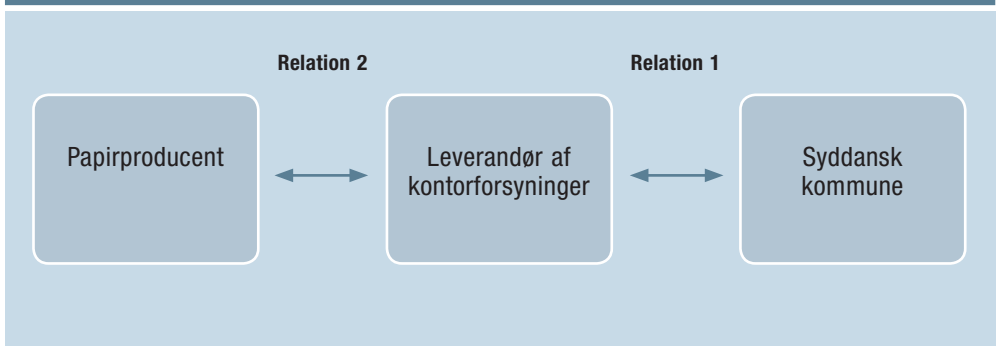 Relation 2
Relation 1
Papirproducent
Leverandør af
kontorforsyninger
Syddansk
kommune